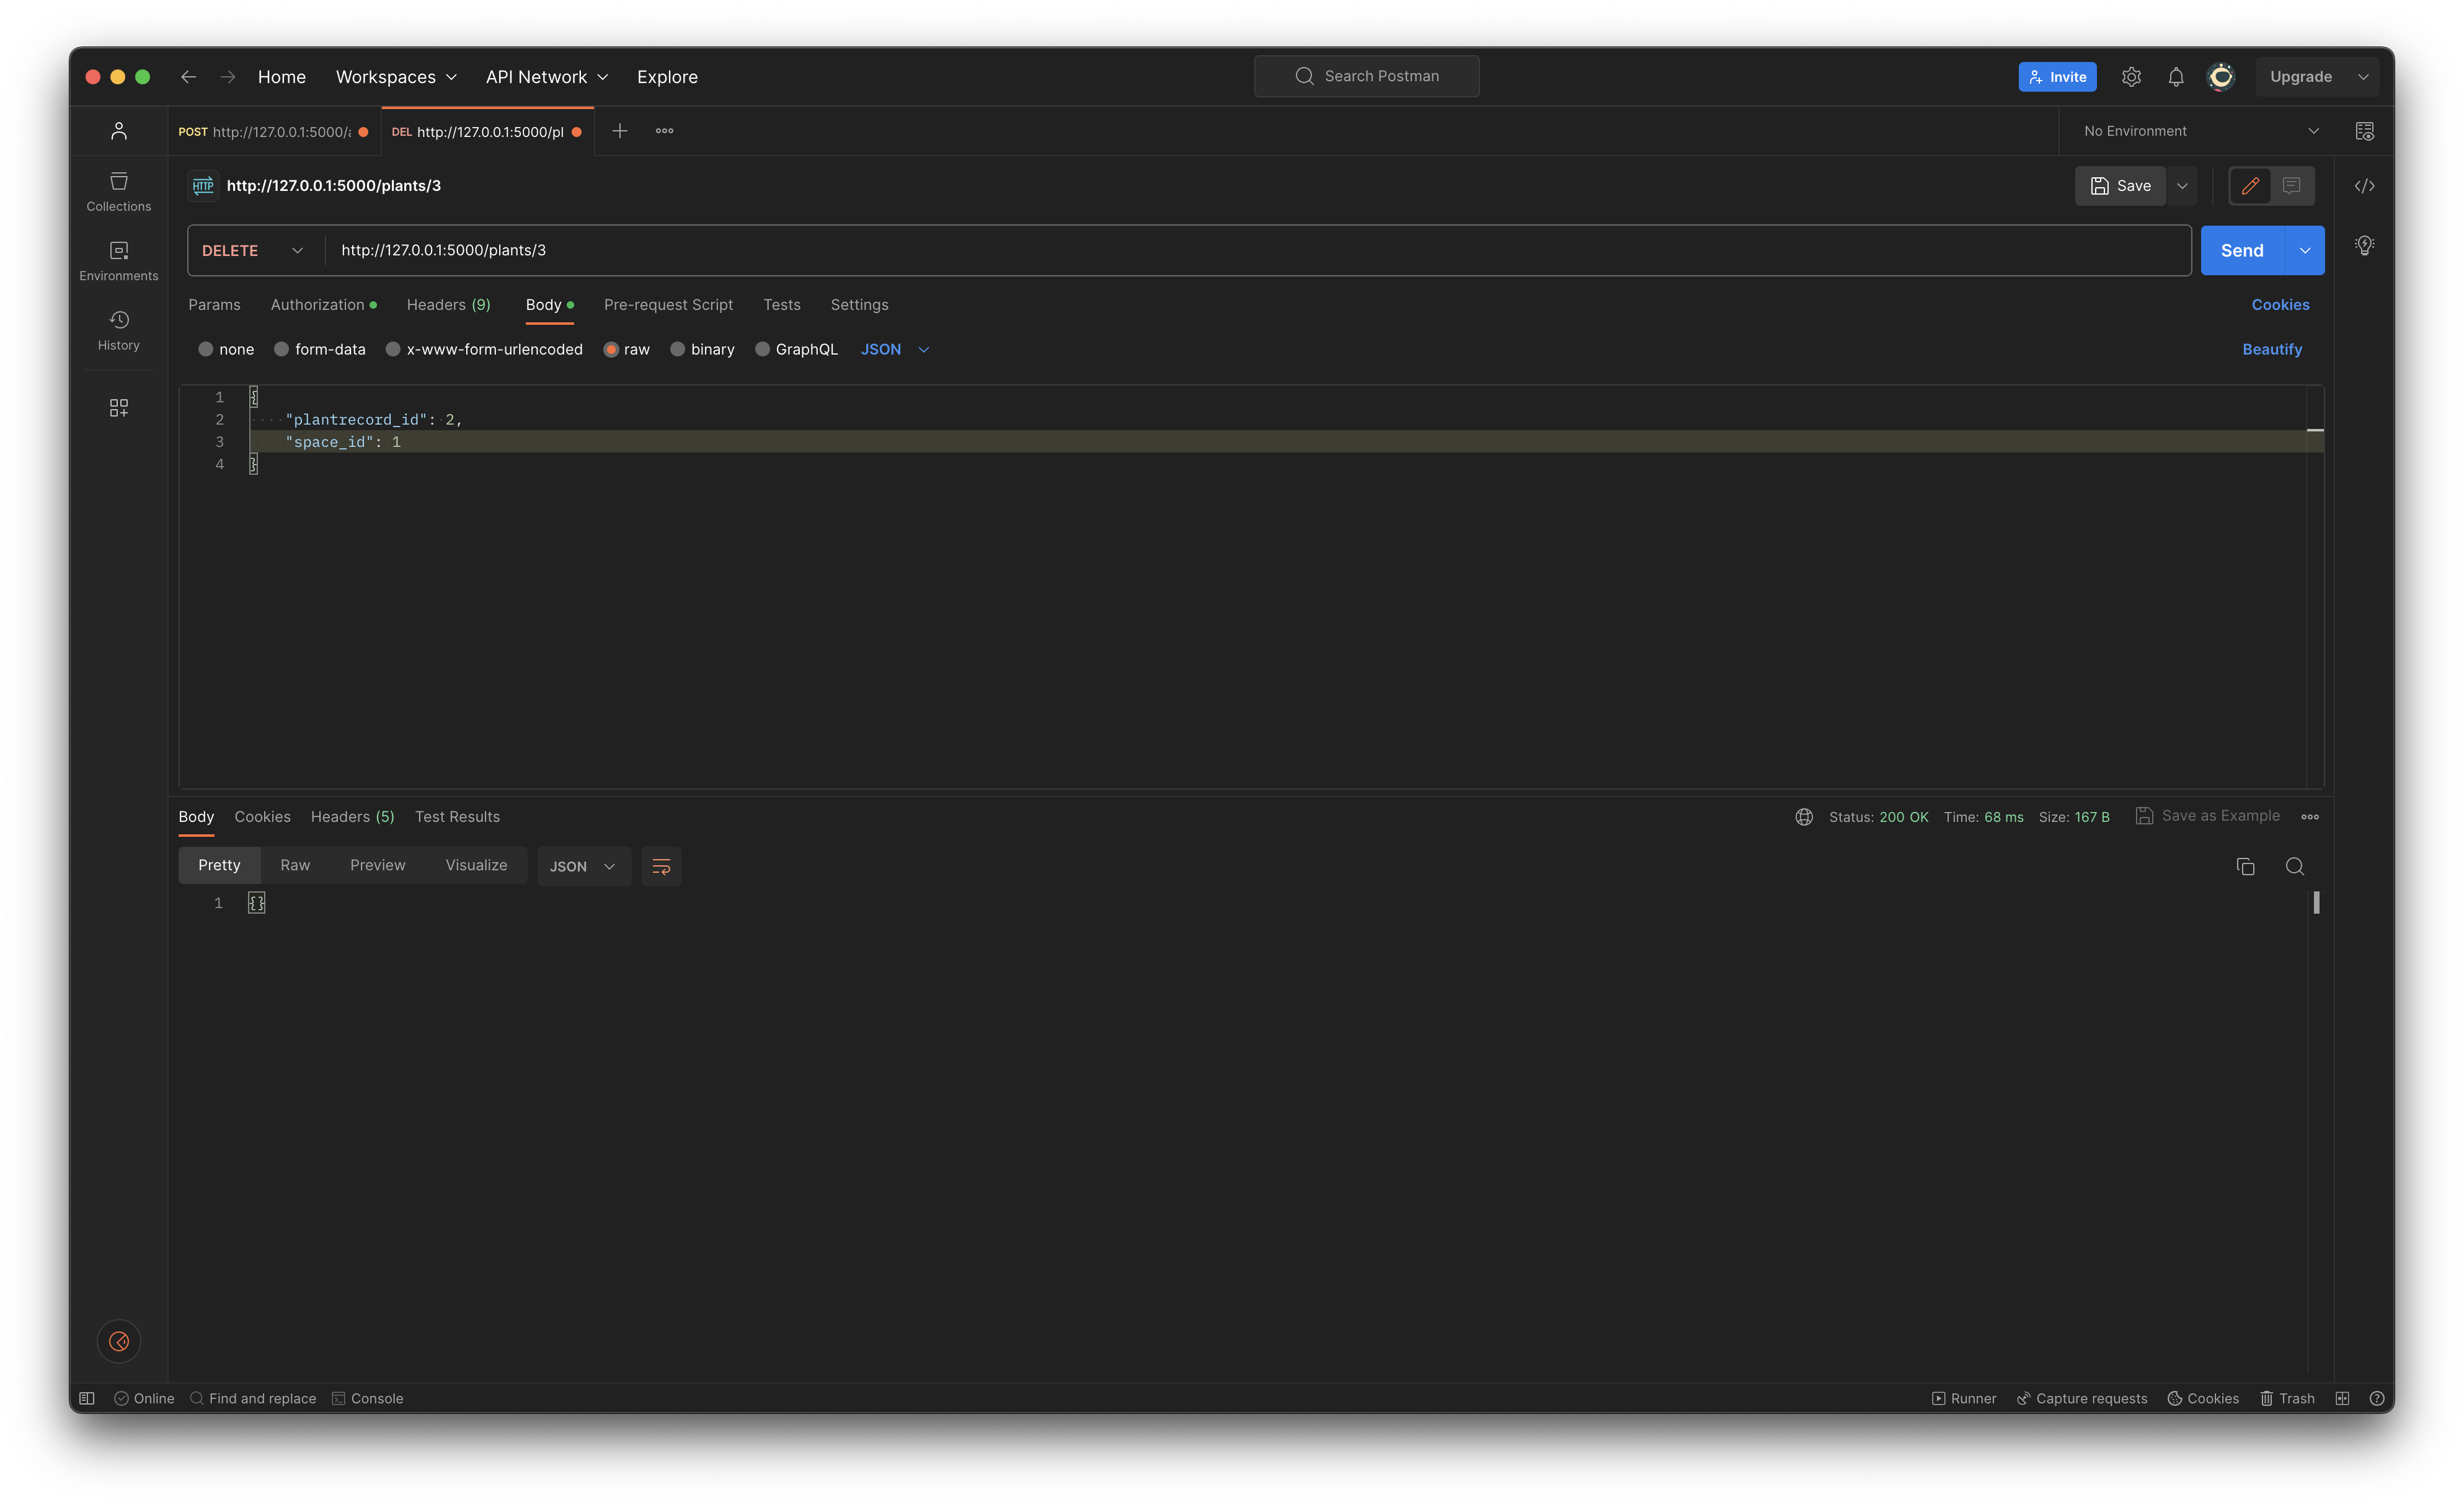 Home Workspaces API Network Explore Search Postman Invite Upgrade
POST http://127.0.0.1:5000/a DEL http://127.0.0.1:5000/pl No Environment
HTTP http://127.0.0.1:5000/plants/3 Save
Collections
DELETE http://127.0.0.1:5000/plants/3 Send
Environments
Params Authorization Headers (9) Body Pre-request Script Tests Settings Cookies
History
none form-data x-www-form-urlencoded raw binary GraphQL JSON Beautify
1 {
2 "plantrecord_id": 2,
3 "space_id": 1
4 }
Body Cookies Headers (5) Test Results Status: 200 OK Time: 68 ms Size: 167 B Save as Example
Pretty Raw Preview Visualize JSON
1 {}
Online Find and replace Console Runner Capture requests Cookies Trash